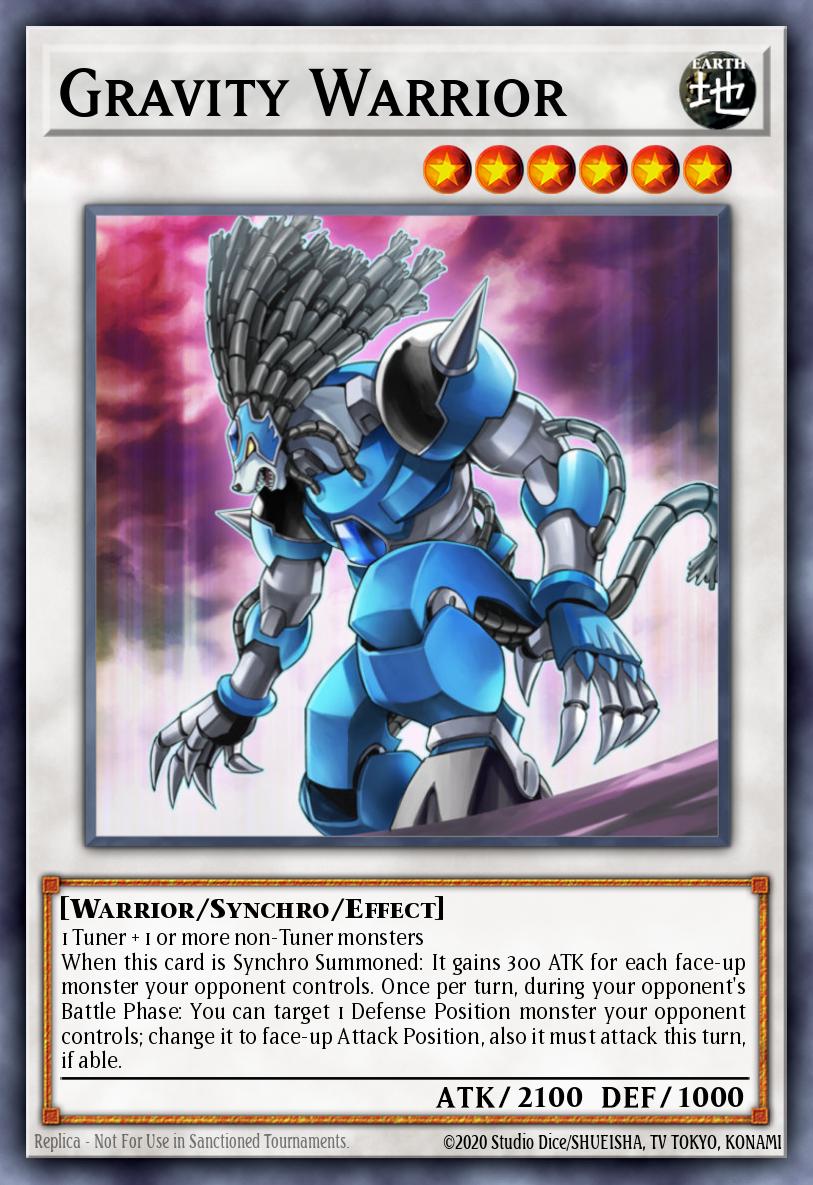 Gravity Warrior
EARTH
地
[Warrior/Synchro/Effect]
1 Tuner + 1 or more non-Tuner monsters
When this card is Synchro Summoned: It gains 300 ATK for each face-up
monster your opponent controls. Once per turn, during your opponent's
Battle Phase: You can target 1 Defense Position monster your opponent
controls; change it to face-up Attack Position, also it must attack this turn,
if able.
ATK/2100 DEF/1000
Replica - Not For Use in Sanctioned Tournaments.
©2020 Studio Dice/SHUEISHA, TV TOKYO, KONAMI